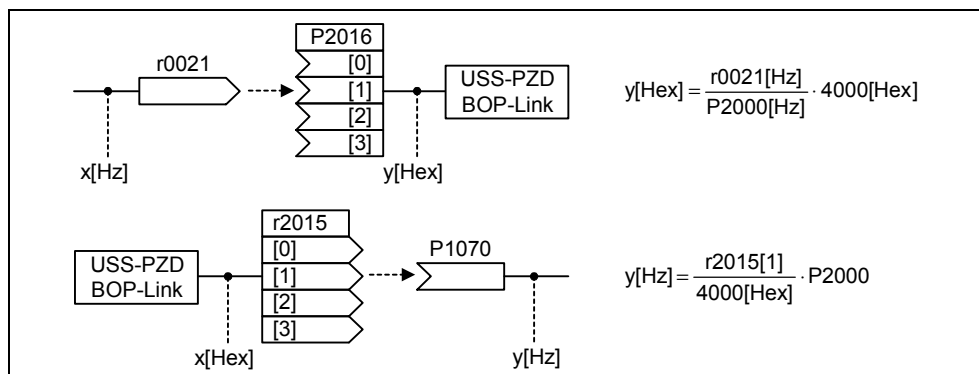 P2016
r0021
[0]
[1]
[2]
[3]
USS-PZD
BOP-Link
x[Hz]
y[Hex]
y[Hex] = r0021[Hz] / P2000[Hz] · 4000[Hex]
r2015
[0]
[1]
[2]
[3]
USS-PZD
BOP-Link
P1070
x[Hex]
y[Hz]
y[Hz] = r2015[1] / 4000[Hex] · P2000